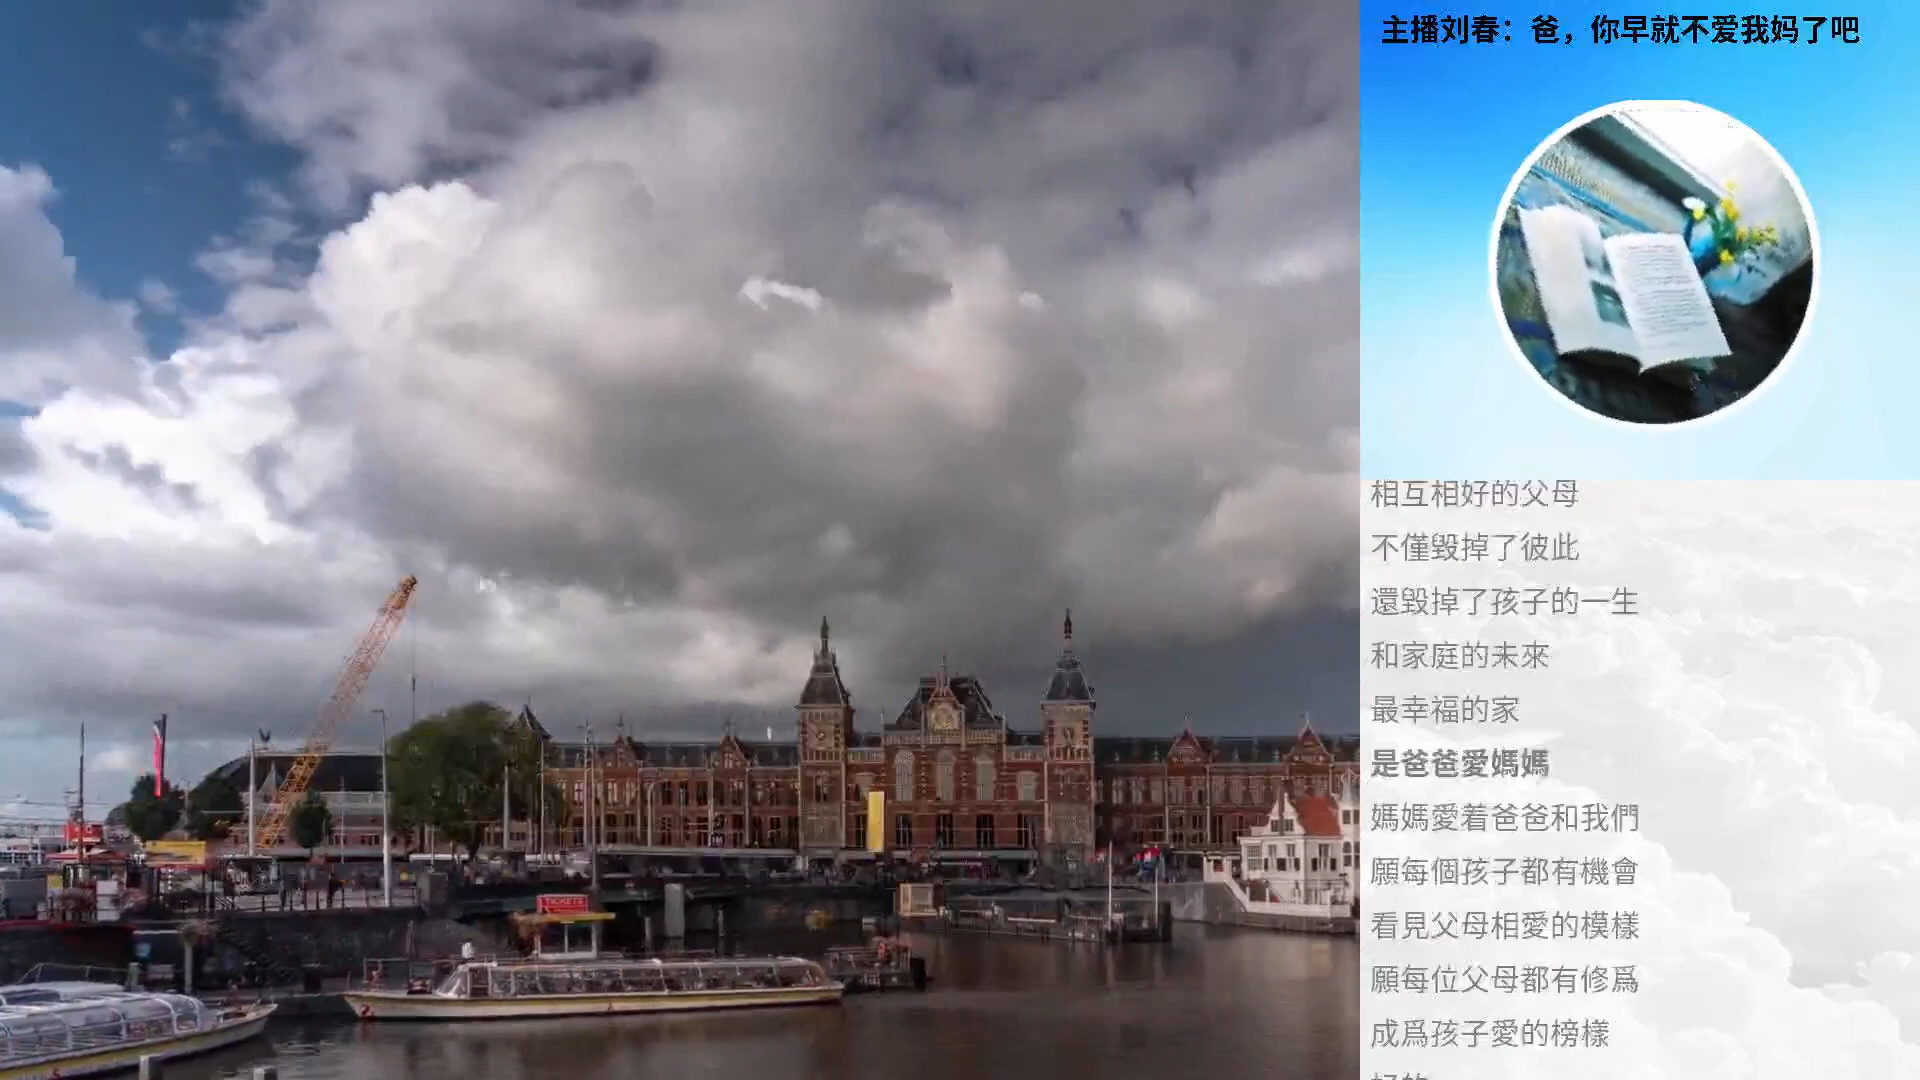 主播刘春：爸，你早就不爱我妈了吧
相互相好的父母
不僅毀掉了彼此
還毀掉了孩子的一生
和家庭的未來
最幸福的家
是爸爸愛媽媽
媽媽愛着爸爸和我們
願每個孩子都有機會
看見父母相愛的模樣
願每位父母都有修爲
成爲孩子愛的榜樣
TICKETS